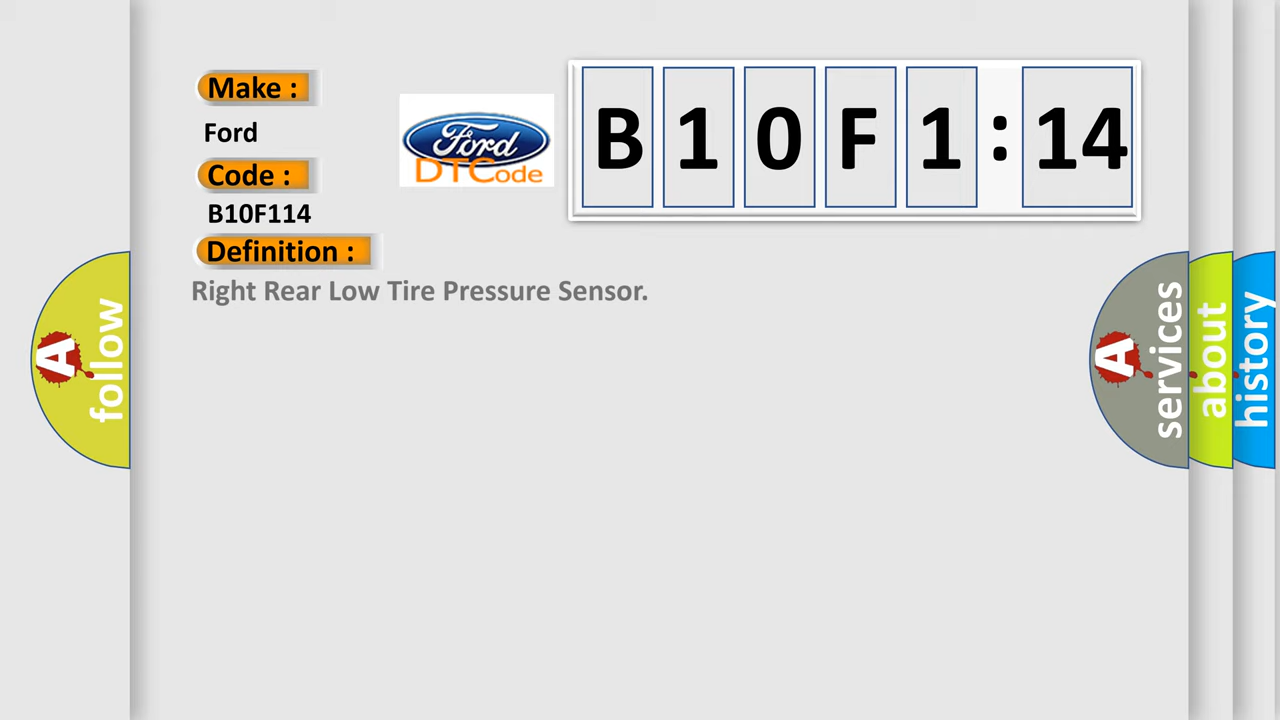 Make :
Ford
Code :
B10F114
Definition :
Right Rear Low Tire Pressure Sensor.
Ford
DTCode
B 1 0 F 1 : 14
A
follow
A
services
about
history